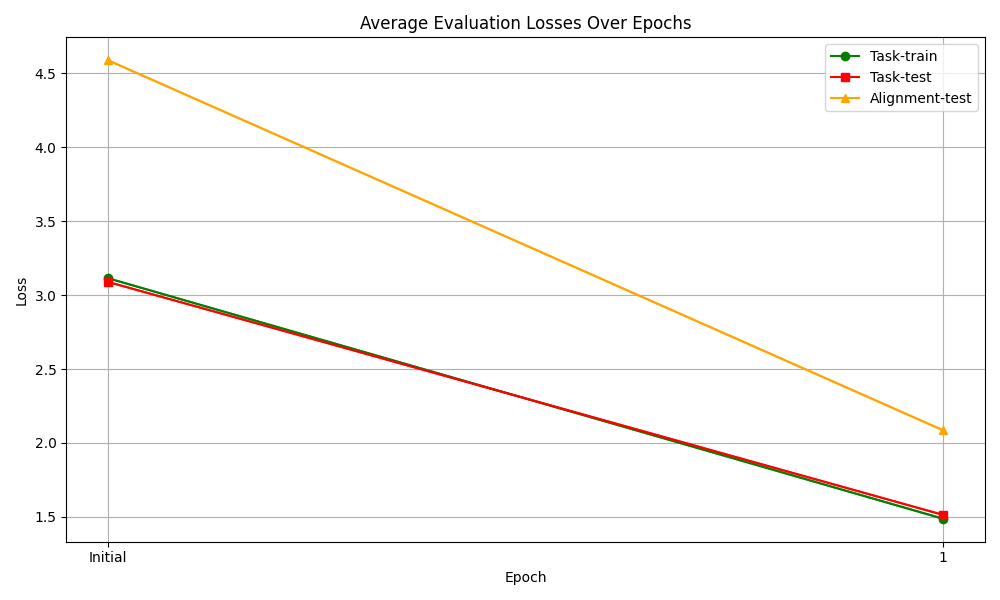 Average Evaluation Losses Over Epochs
Task-train
Task-test
Alignment-test
Loss
4.5
4.0
3.5
3.0
2.5
2.0
1.5
Initial
1
Epoch